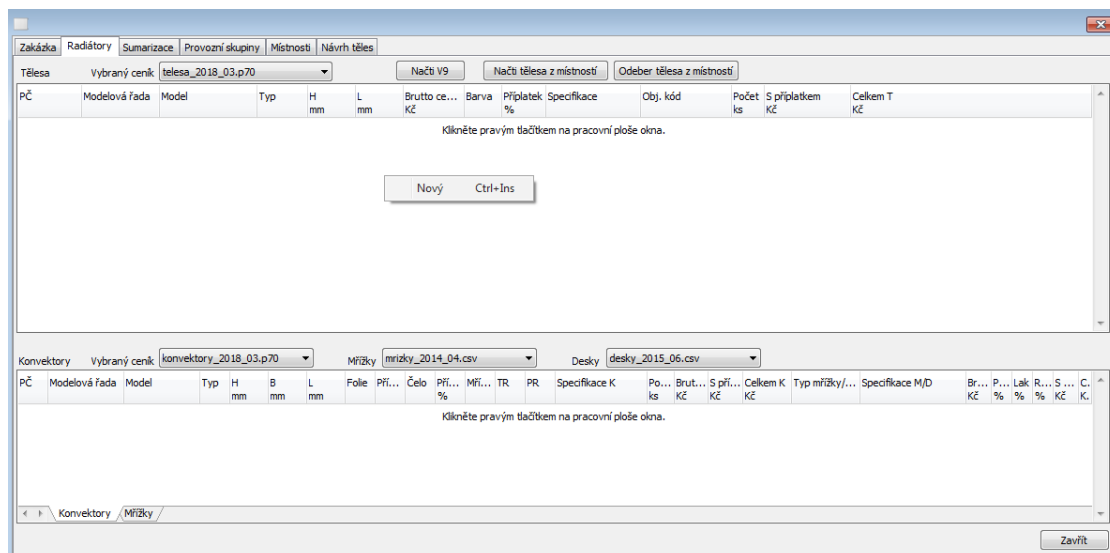 Zakázka Radiátory Sumarizace Provozní skupiny Místnosti Návrh těles
Tělesa Vybraný ceník telesa_2018_03.p70 Načti V9 Načti tělesa z místností Odeber tělesa z místností
PČ Modelová řada Model Typ H L Brutto ce... Barva Příplatek Specifikace Obj. kód Počet S příplatkem Celkem T
mm mm Kč % ks Kč Kč
Klikněte pravým tlačítkem na pracovní ploše okna.
Nový Ctrl+Ins
Konvektory Vybraný ceník konvektory_2018_03.p70 Mřížky mrizky_2014_04.csv Desky desky_2015_06.csv
PČ Modelová řada Model Typ H B L Folie Pří... Čelo Pří... Mří... TR PR Specifikace K Po... Brut... S pří... Celkem K Typ mřížky/... Specifikace M/D Br... P... Lak R... S ... C.
mm mm mm % ks Kč Kč Kč Kč % % % Kč K.
Klikněte pravým tlačítkem na pracovní ploše okna.
Konvektory Mřížky
Zavřít